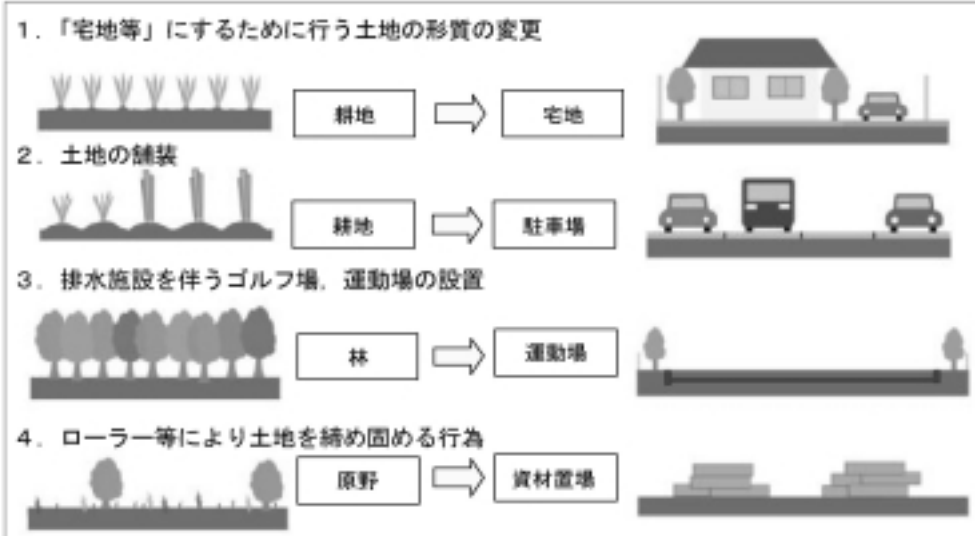 1．「宅地等」にするために行う土地の形質の変更
耕地
宅地
2．土地の舗装
耕地
駐車場
3．排水施設を伴うゴルフ場，運動場の設置
林
運動場
4．ローラー等により土地を締め固める行為
原野
資材置場